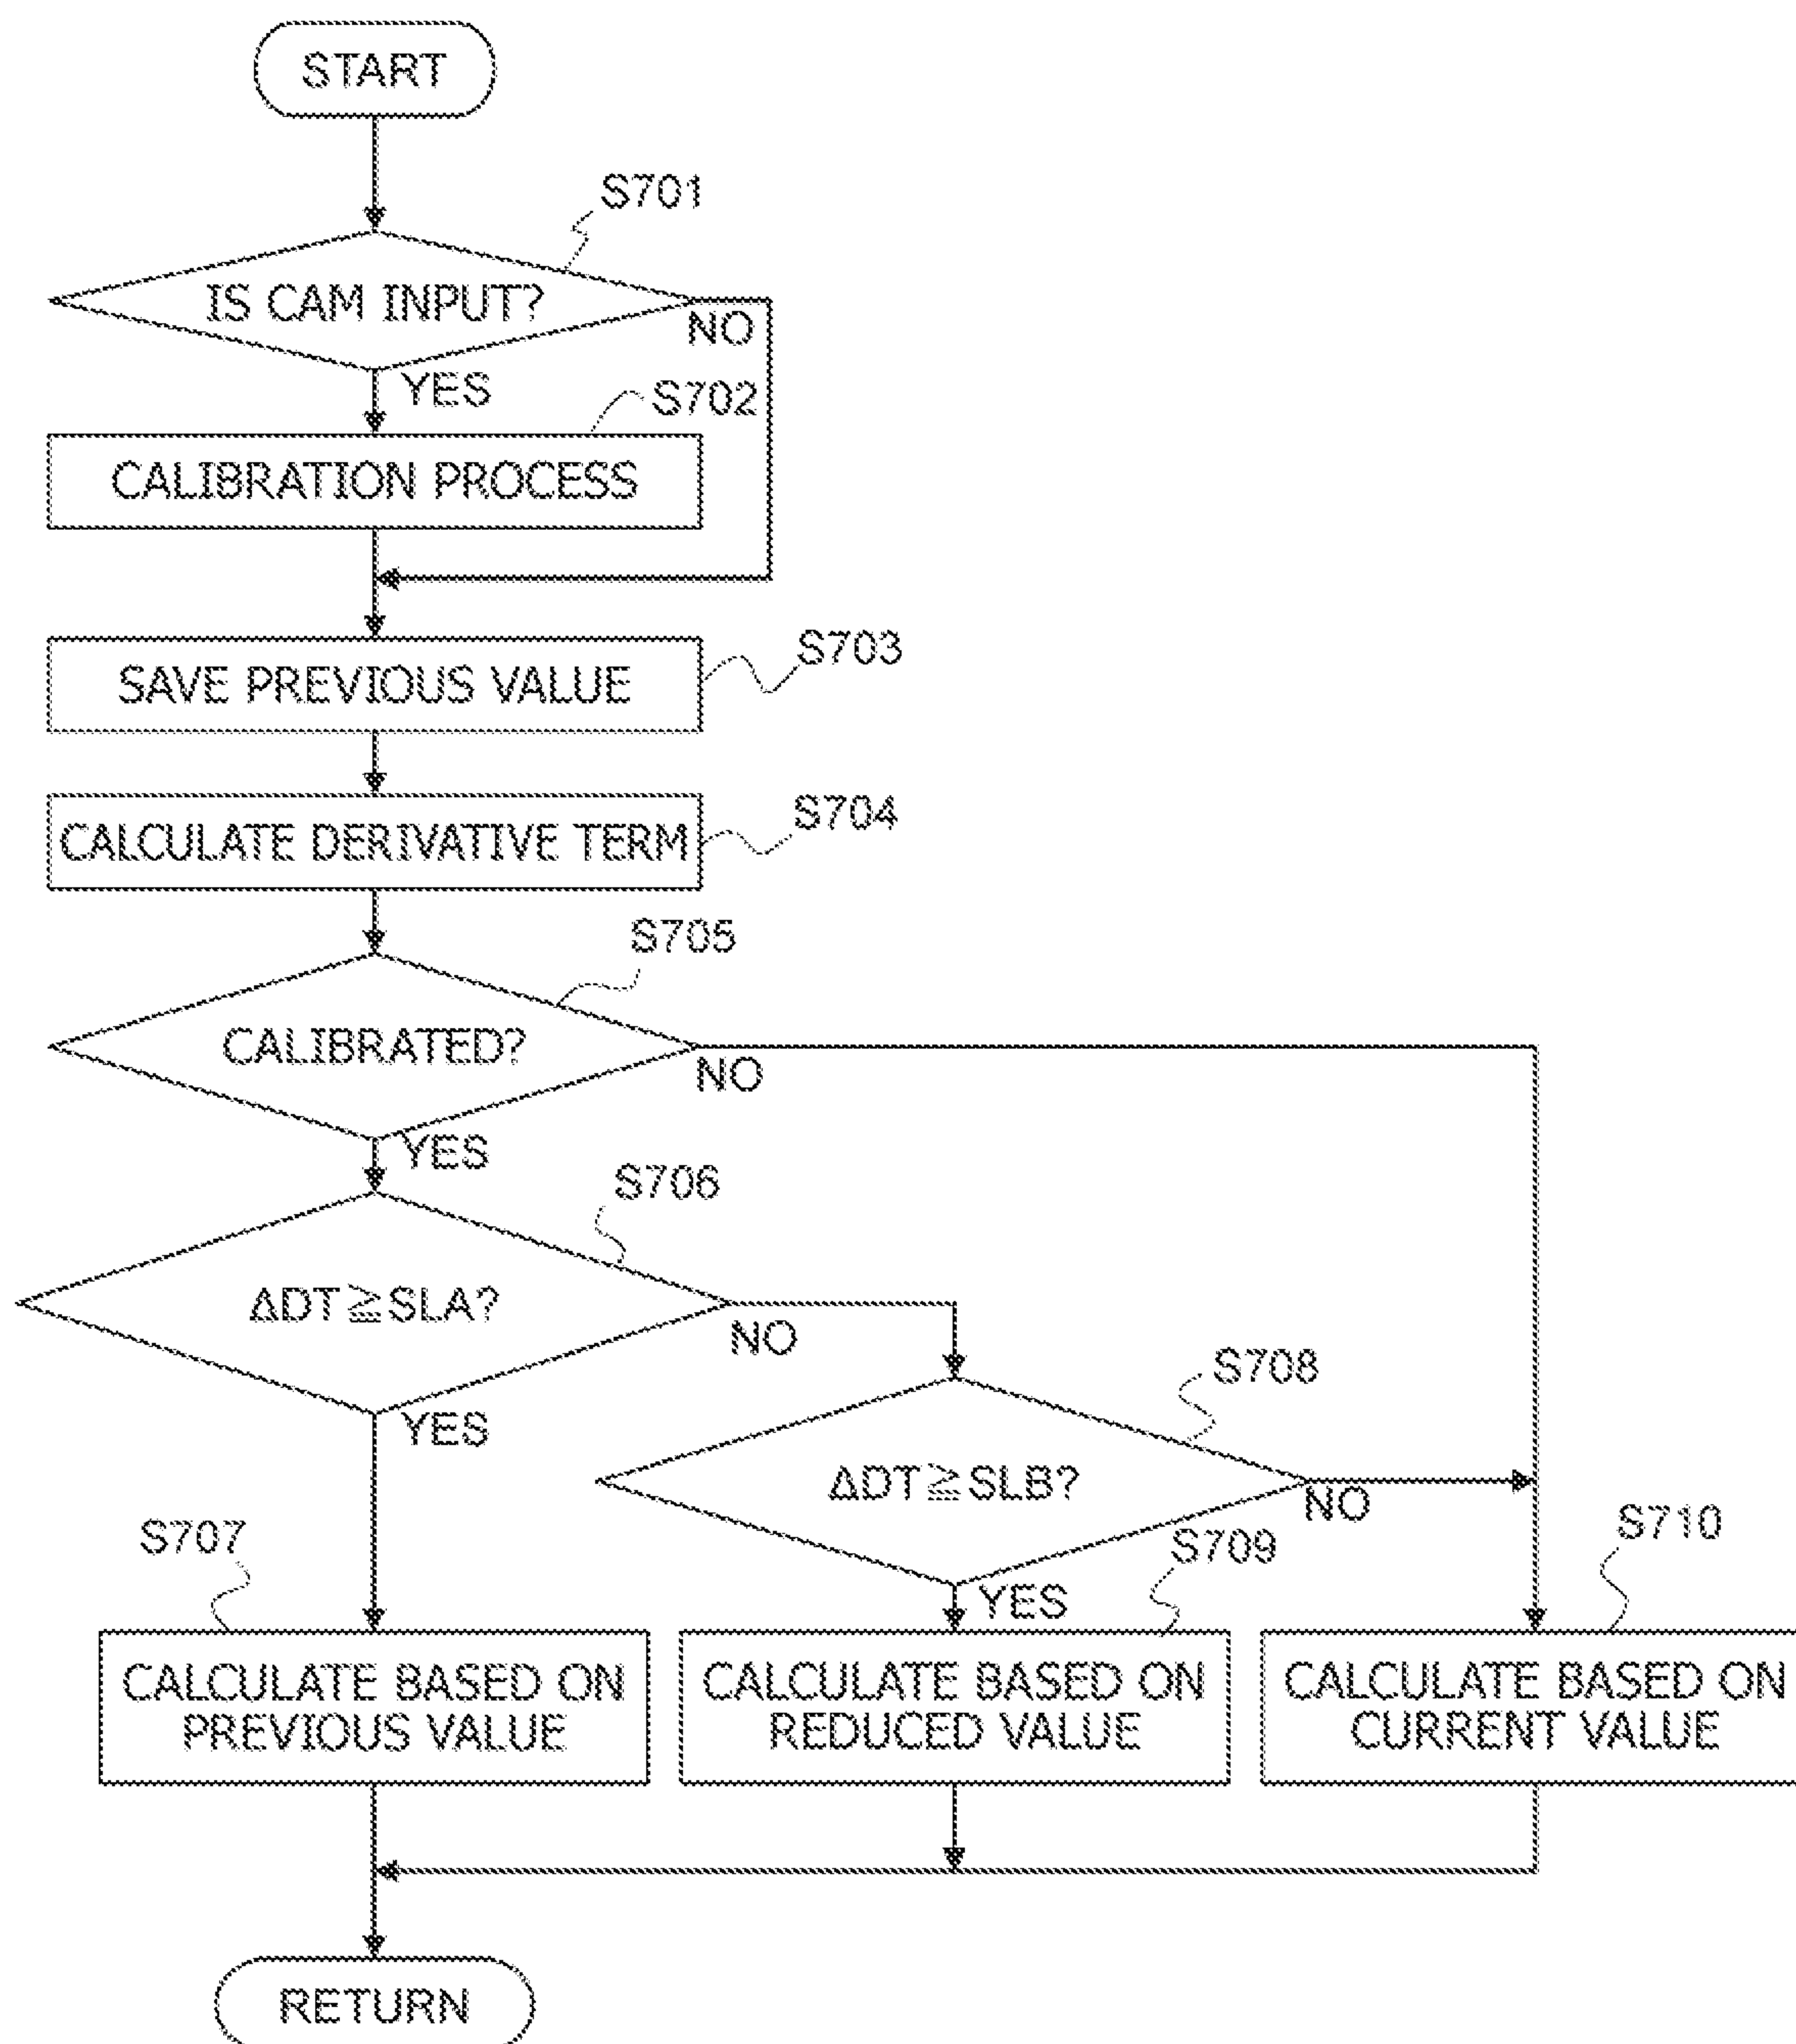 START
S701
IS CAM INPUT?
NO
YES
S702
CALIBRATION PROCESS
S703
SAVE PREVIOUS VALUE
S704
CALCULATE DERIVATIVE TERM
S705
CALIBRATED?
NO
YES
S706
ΔDT≧SLA?
NO
YES
S708
ΔDT≧SLB?
NO
YES
S707
CALCULATE BASED ON
PREVIOUS VALUE
S709
CALCULATE BASED ON
REDUCED VALUE
S710
CALCULATE BASED ON
CURRENT VALUE
RETURN